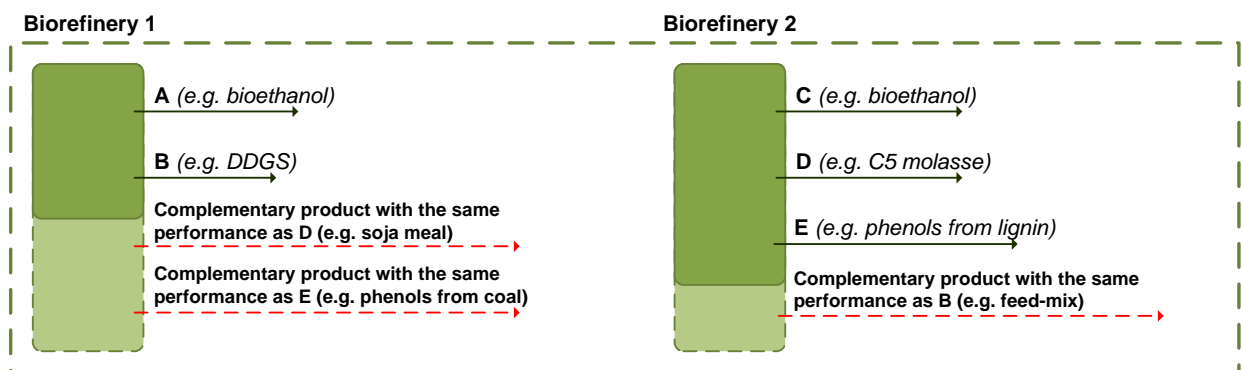 Biorefinery 1
A (e.g. bioethanol)
B (e.g. DDGS)
Complementary product with the same
performance as D (e.g. soja meal)
Complementary product with the same
performance as E (e.g. phenols from coal)
Biorefinery 2
C (e.g. bioethanol)
D (e.g. C5 molasse)
E (e.g. phenols from lignin)
Complementary product with the same
performance as B (e.g. feed-mix)